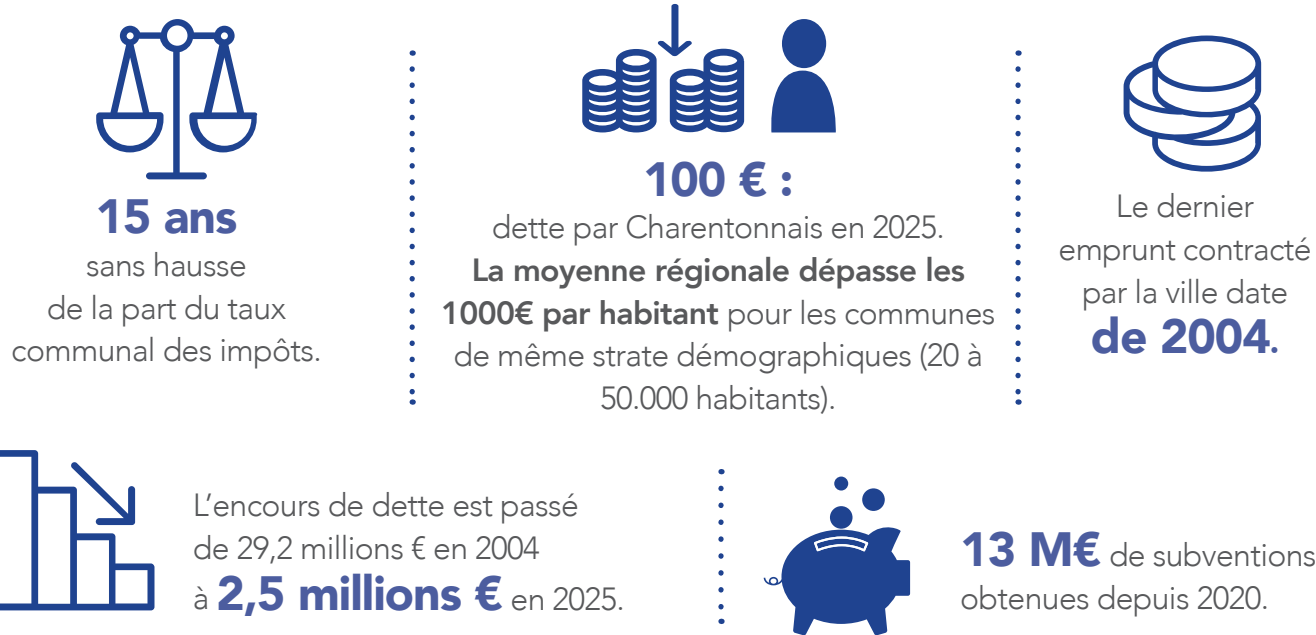 15 ans
sans hausse
de la part du taux
communal des impôts.
100 € :
dette par Charentonnais en 2025.
La moyenne régionale dépasse les
1000€ par habitant pour les communes
de même strate démographiques (20 à
50.000 habitants).
Le dernier
emprunt contracté
par la ville date
de 2004.
L’encours de dette est passé
de 29,2 millions € en 2004
à 2,5 millions € en 2025.
13 M€ de subventions
obtenues depuis 2020.